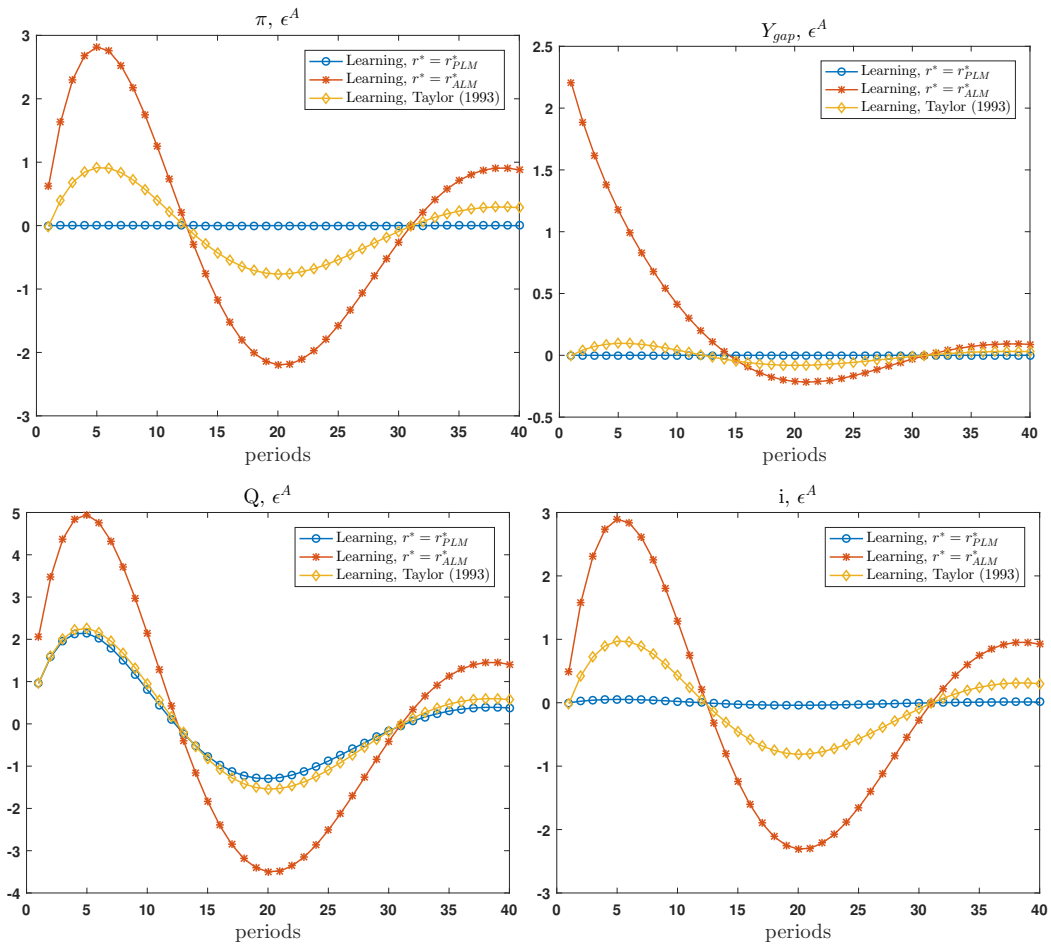 π, ϵ^A
3
2
1
0
-1
-2
-3
0 5 10 15 20 25 30 35 40
periods
Learning, r* = r*_PLM
Learning, r* = r*_ALM
Learning, Taylor (1993)
Y_gap, ϵ^A
2.5
2
1.5
1
0.5
0
-0.5
0 5 10 15 20 25 30 35 40
periods
Learning, r* = r*_PLM
Learning, r* = r*_ALM
Learning, Taylor (1993)
Q, ϵ^A
5
4
3
2
1
0
-1
-2
-3
-4
0 5 10 15 20 25 30 35 40
periods
Learning, r* = r*_PLM
Learning, r* = r*_ALM
Learning, Taylor (1993)
i, ϵ^A
3
2
1
0
-1
-2
-3
0 5 10 15 20 25 30 35 40
periods
Learning, r* = r*_PLM
Learning, r* = r*_ALM
Learning, Taylor (1993)